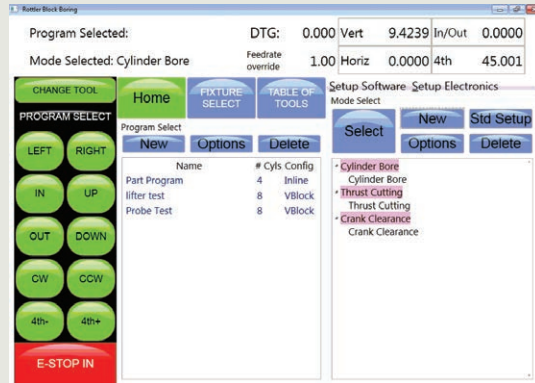 Rottler Block Boring
Program Selected: DTG: 0.000 Vert 9.4239 In/Out 0.0000
Mode Selected: Cylinder Bore Feedrate override 1.00 Horiz 0.0000 4th 45.001
CHANGE TOOL
PROGRAM SELECT
LEFT RIGHT
IN UP
OUT DOWN
CW CCW
4th- 4th+
E-STOP IN
Home FIXTURE SELECT TABLE OF TOOLS
Program Select
New Options Delete
Name # Cyls Config
Part Program 4 Inline
lifter test 8 VBlock
Probe Test 8 VBlock
Setup Software Setup Electronics
Mode Select
Select New Std Setup
Options Delete
Cylinder Bore
Cylinder Bore
Thrust Cutting
Thrust Cutting
Crank Clearance
Crank Clearance